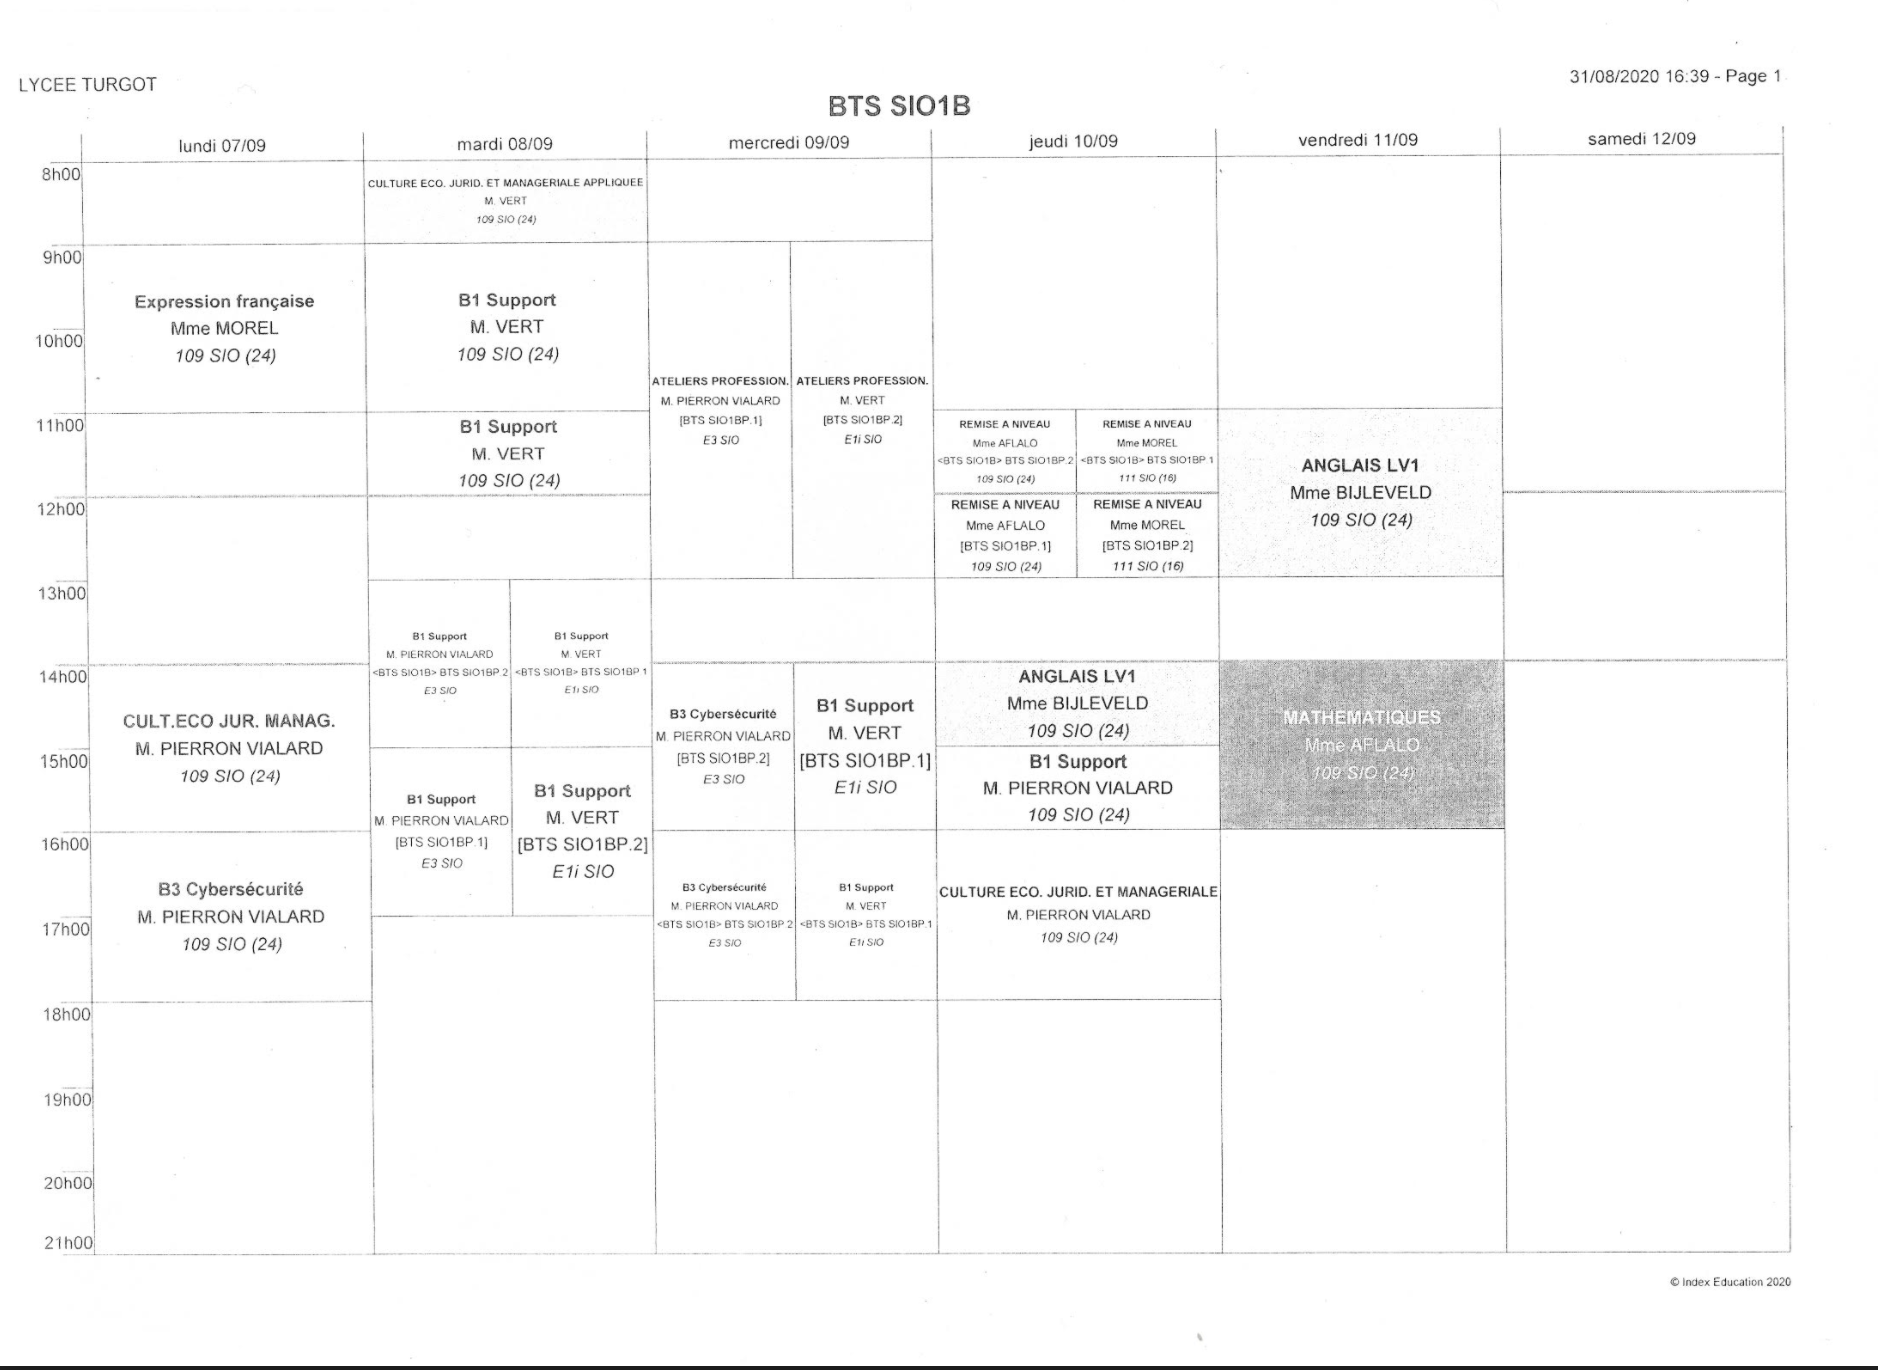 LYCEE TURGOT
31/08/2020 16:39 - Page 1
BTS SIO1B
lundi 07/09
mardi 08/09
mercredi 09/09
jeudi 10/09
vendredi 11/09
samedi 12/09
8h00
9h00
10h00
11h00
12h00
13h00
14h00
15h00
16h00
17h00
18h00
19h00
20h00
21h00
Expression française
Mme MOREL
109 SIO (24)
CULT.ECO JUR. MANAG.
M. PIERRON VIALARD
109 SIO (24)
B3 Cybersécurité
M. PIERRON VIALARD
109 SIO (24)
CULTURE ECO. JURID. ET MANAGERIALE APPLIQUEE
M. VERT
109 SIO (24)
B1 Support
M. VERT
109 SIO (24)
B1 Support
M. VERT
109 SIO (24)
B1 Support
M. PIERRON VIALARD
<BTS SIO1B> BTS SIO1BP.2
E3 SIO
B1 Support
M. VERT
<BTS SIO1B> BTS SIO1BP.1
E1i SIO
B1 Support
M. PIERRON VIALARD
[BTS SIO1BP.1]
E3 SIO
B1 Support
M. VERT
[BTS SIO1BP.2]
E1i SIO
ATELIERS PROFESSION.
M. PIERRON VIALARD
[BTS SIO1BP.1]
E3 SIO
ATELIERS PROFESSION.
M. VERT
[BTS SIO1BP.2]
E1i SIO
B3 Cybersécurité
M. PIERRON VIALARD
[BTS SIO1BP.2]
E3 SIO
B1 Support
M. VERT
[BTS SIO1BP.1]
E1i SIO
B3 Cybersécurité
M. PIERRON VIALARD
<BTS SIO1B> BTS SIO1BP.2
E3 SIO
B1 Support
M. VERT
<BTS SIO1B> BTS SIO1BP.1
E1i SIO
REMISE A NIVEAU
Mme AFLALO
<BTS SIO1B> BTS SIO1BP.2
109 SIO (24)
REMISE A NIVEAU
Mme MOREL
<BTS SIO1B> BTS SIO1BP.1
111 SIO (16)
REMISE A NIVEAU
Mme AFLALO
[BTS SIO1BP.1]
109 SIO (24)
REMISE A NIVEAU
Mme MOREL
[BTS SIO1BP.2]
111 SIO (16)
ANGLAIS LV1
Mme BIJLEVELD
109 SIO (24)
B1 Support
M. PIERRON VIALARD
109 SIO (24)
CULTURE ECO. JURID. ET MANAGERIALE
M. PIERRON VIALARD
109 SIO (24)
ANGLAIS LV1
Mme BIJLEVELD
109 SIO (24)
MATHEMATIQUES
Mme AFLALO
109 SIO (24)
© Index Education 2020